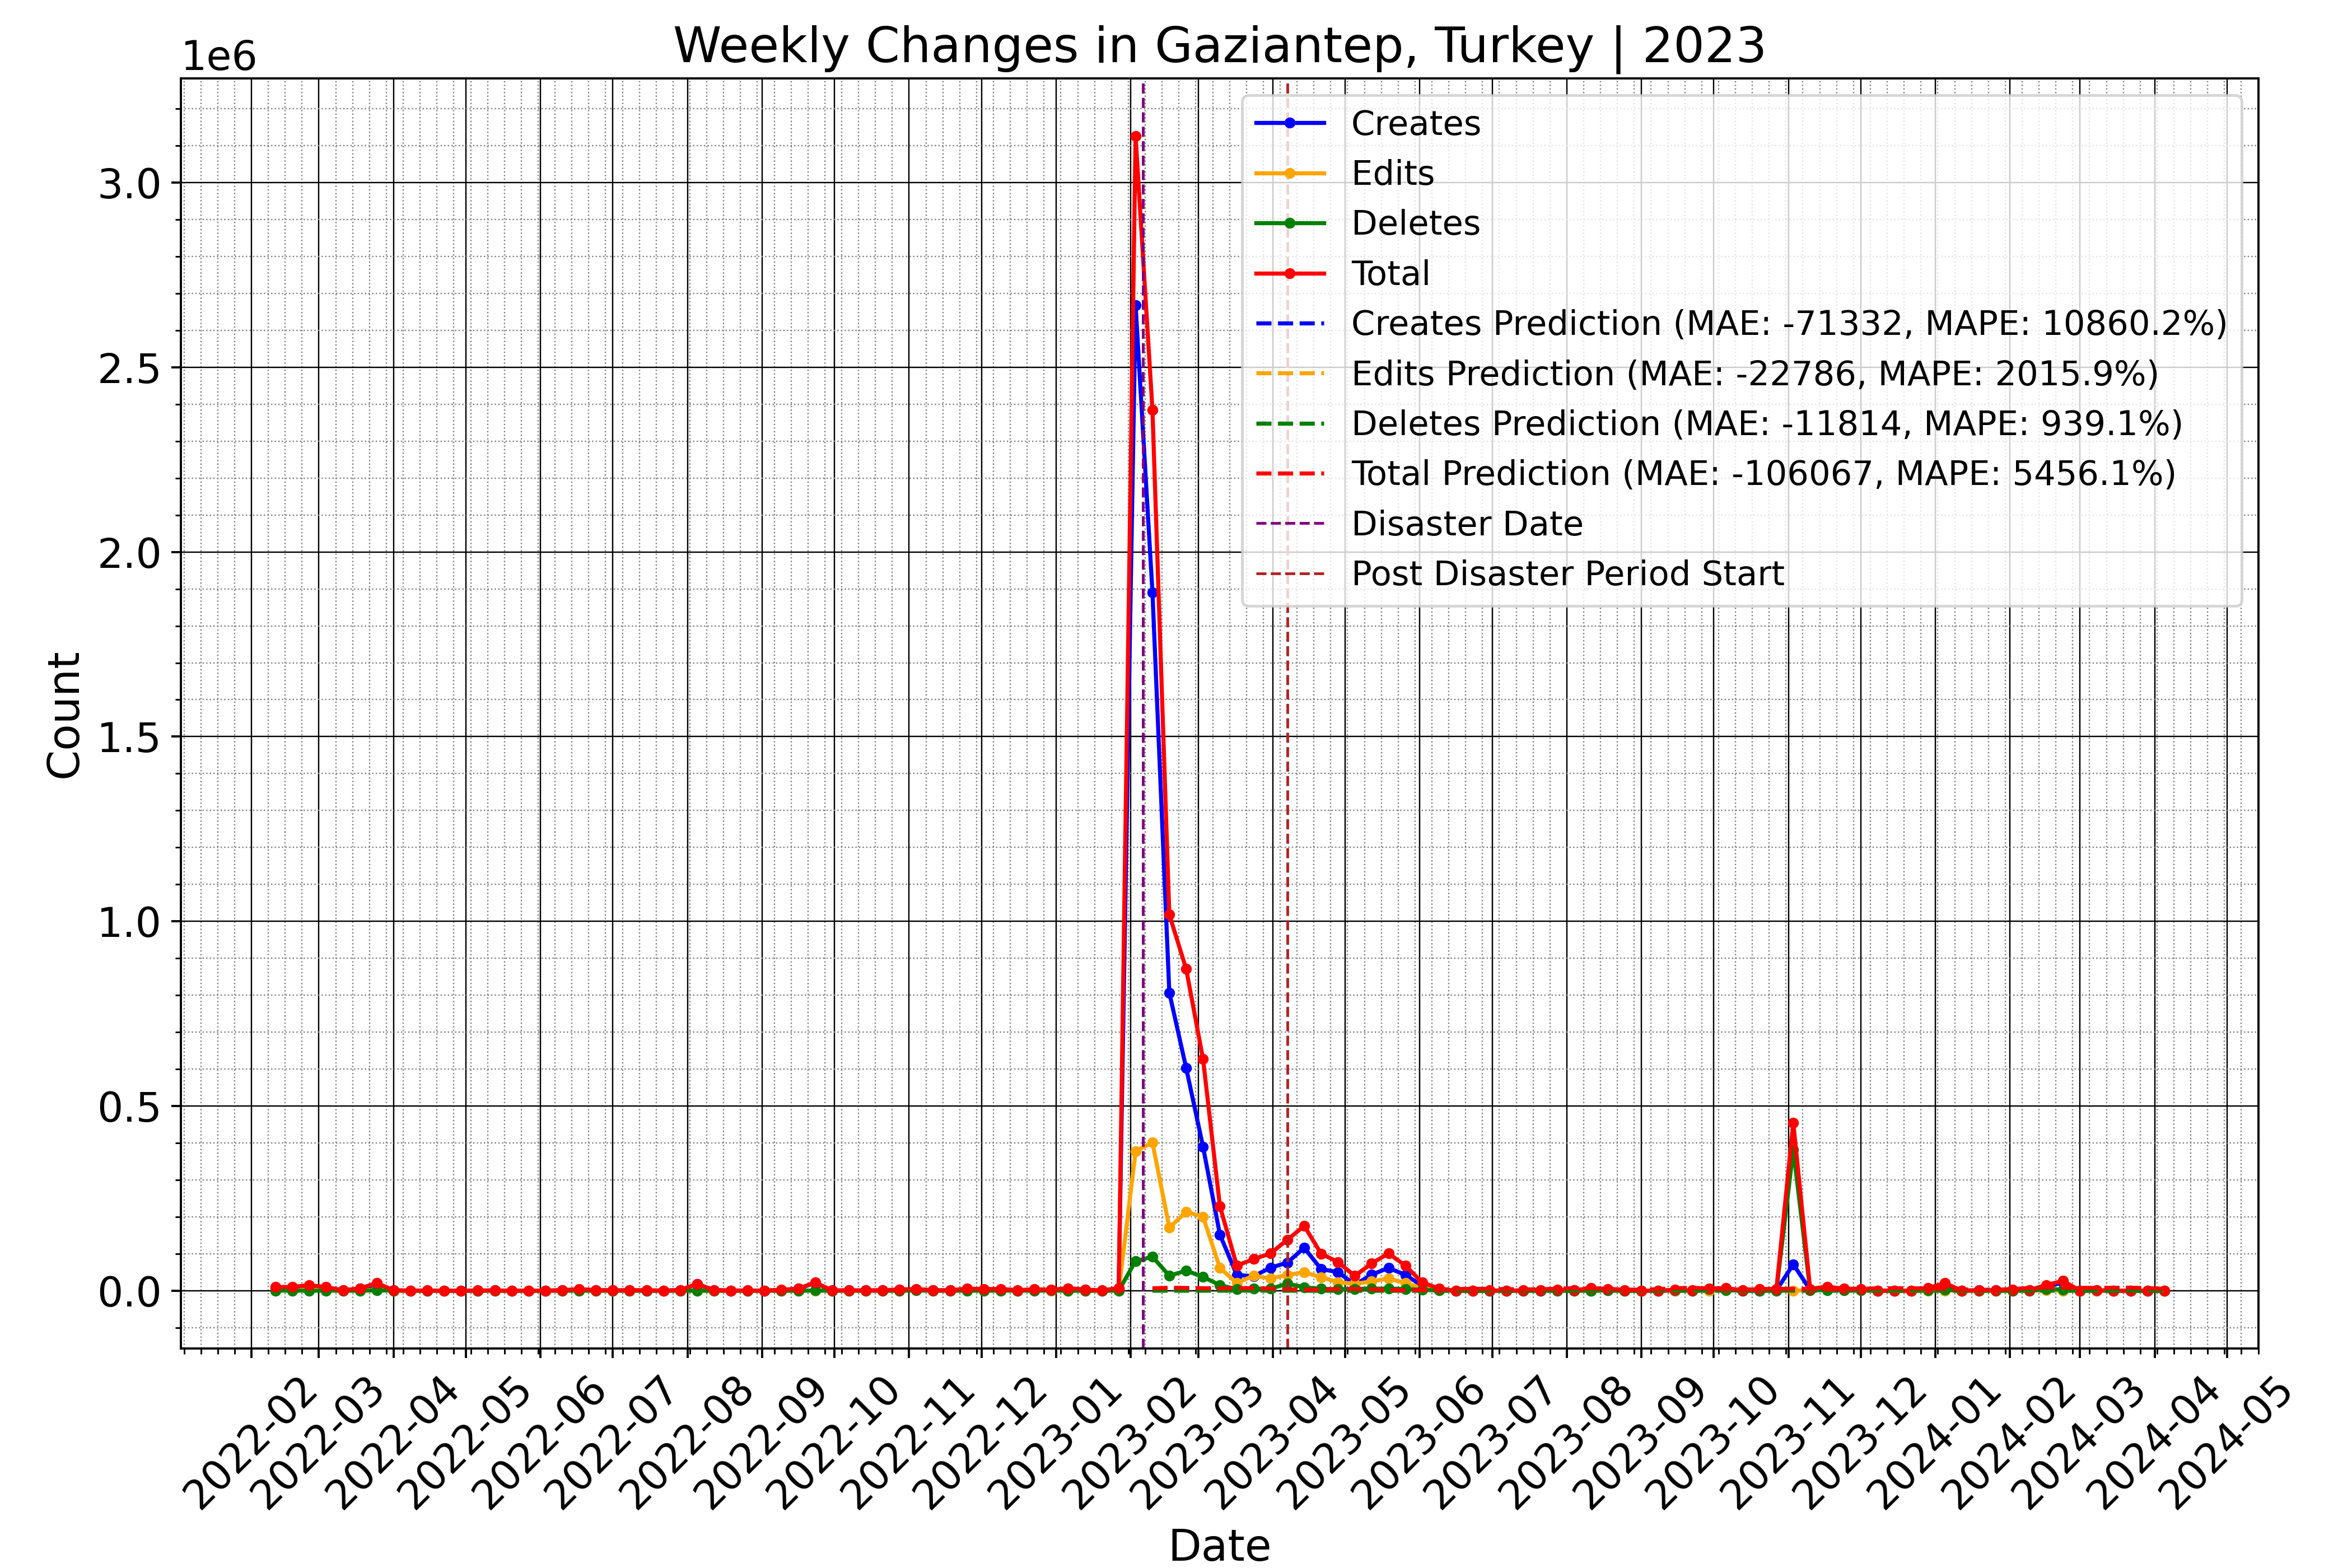 Weekly Changes in Gaziantep, Turkey | 2023
1e6
3.0
2.5
2.0
1.5
1.0
0.5
0.0
Count
Creates
Edits
Deletes
Total
Creates Prediction (MAE: -71332, MAPE: 10860.2%)
Edits Prediction (MAE: -22786, MAPE: 2015.9%)
Deletes Prediction (MAE: -11814, MAPE: 939.1%)
Total Prediction (MAE: -106067, MAPE: 5456.1%)
Disaster Date
Post Disaster Period Start
2022-02
2022-03
2022-04
2022-05
2022-06
2022-07
2022-08
2022-09
2022-10
2022-11
2022-12
2023-01
2023-02
2023-03
2023-04
2023-05
2023-06
2023-07
2023-08
2023-09
2023-10
2023-11
2023-12
2024-01
2024-02
2024-03
2024-04
2024-05
Date